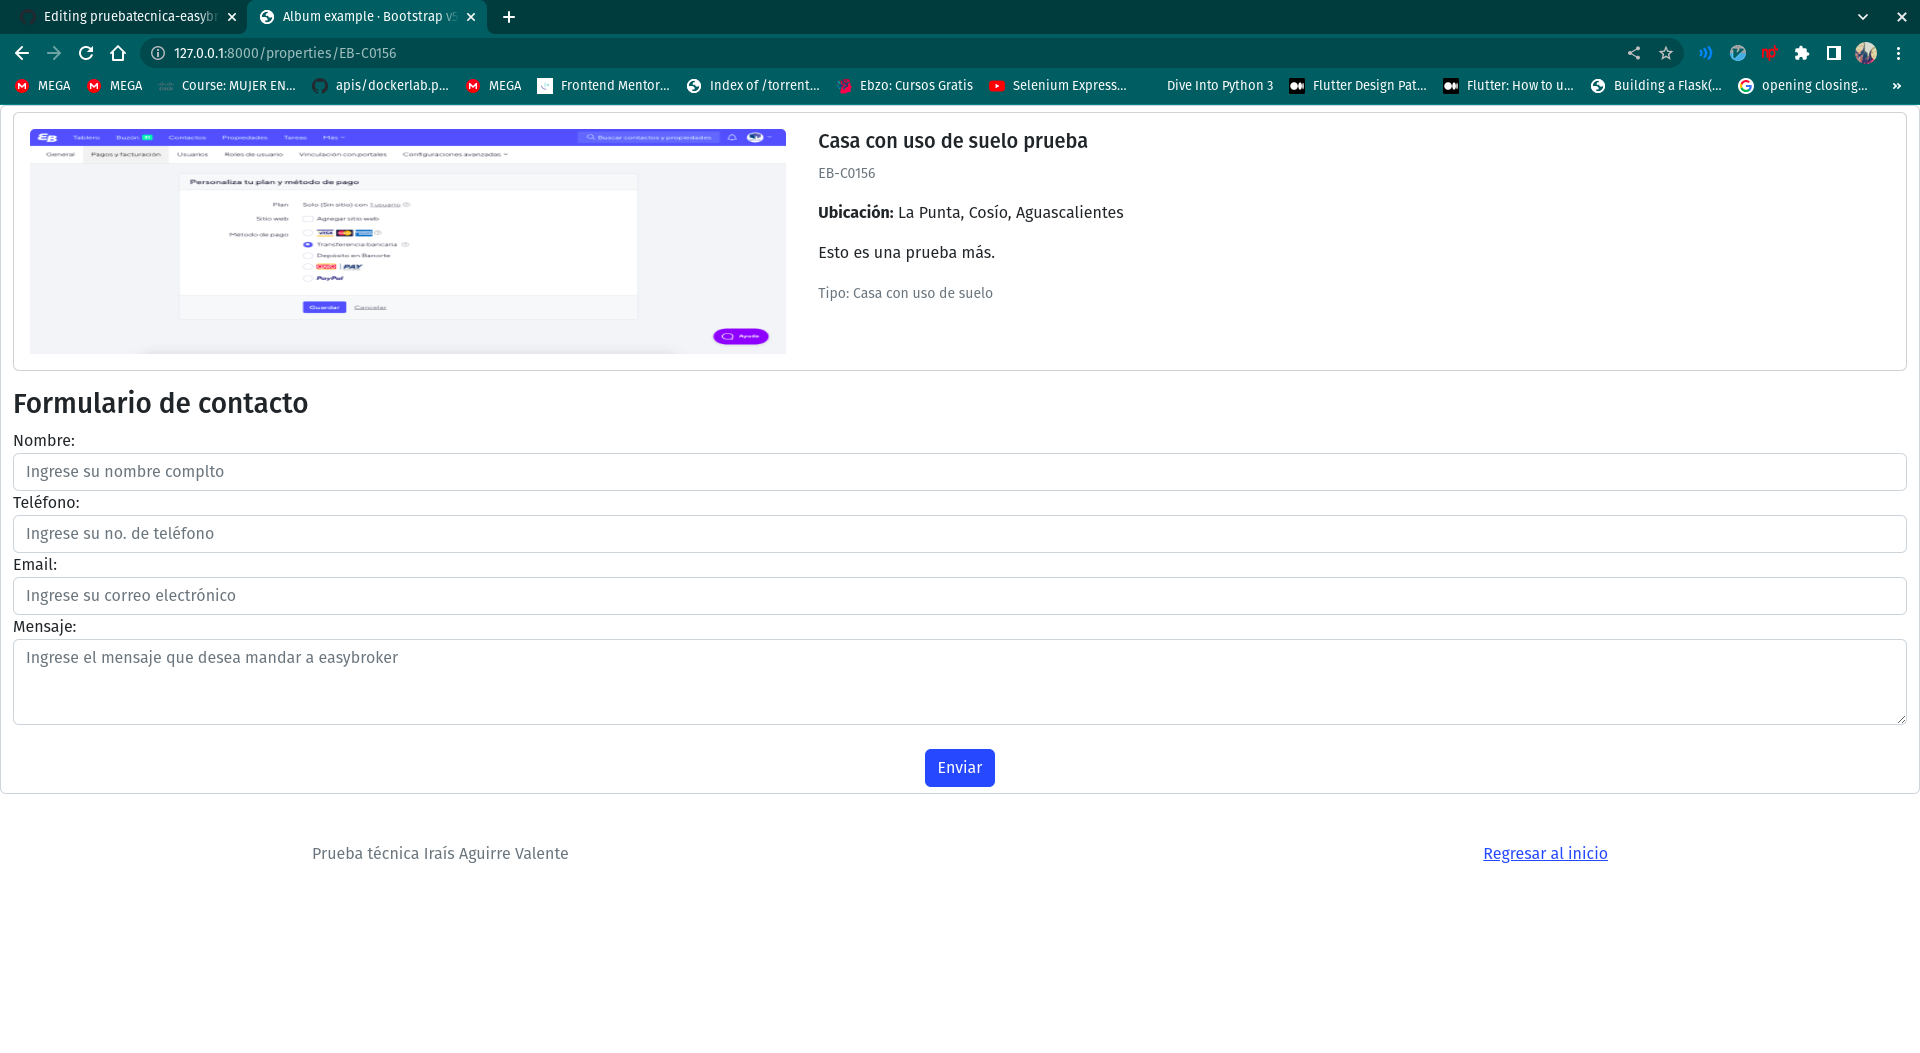 Editing pruebatecnica-easybr
Album example · Bootstrap v5
127.0.0.1:8000/properties/EB-C0156
MEGA
MEGA
Course: MUJER EN...
apis/dockerlab.p...
MEGA
Frontend Mentor...
Index of /torrent...
Ebzo: Cursos Gratis
Selenium Express...
Dive Into Python 3
Flutter Design Pat...
Flutter: How to u...
Building a Flask(...
opening closing...
»
EB Tablero Buzón Contactos Propiedades Tareas Más Buscar contactos y propiedades
General Pagos y facturación Usuarios Roles de usuario Vinculación con portales Configuraciones avanzadas
Personaliza tu plan y método de pago
Plan Solo (Sin sitio) con 1 usuario
Sitio web Agregar sitio web
Método de pago VISA
Transferencia bancaria
Depósito en Banorte
OXXO PAY
PayPal
Guardar Cancelar
Ayuda
Casa con uso de suelo prueba
EB-C0156
Ubicación: La Punta, Cosío, Aguascalientes
Esto es una prueba más.
Tipo: Casa con uso de suelo
Formulario de contacto
Nombre:
Ingrese su nombre complto
Teléfono:
Ingrese su no. de teléfono
Email:
Ingrese su correo electrónico
Mensaje:
Ingrese el mensaje que desea mandar a easybroker
Enviar
Prueba técnica Iraís Aguirre Valente
Regresar al inicio